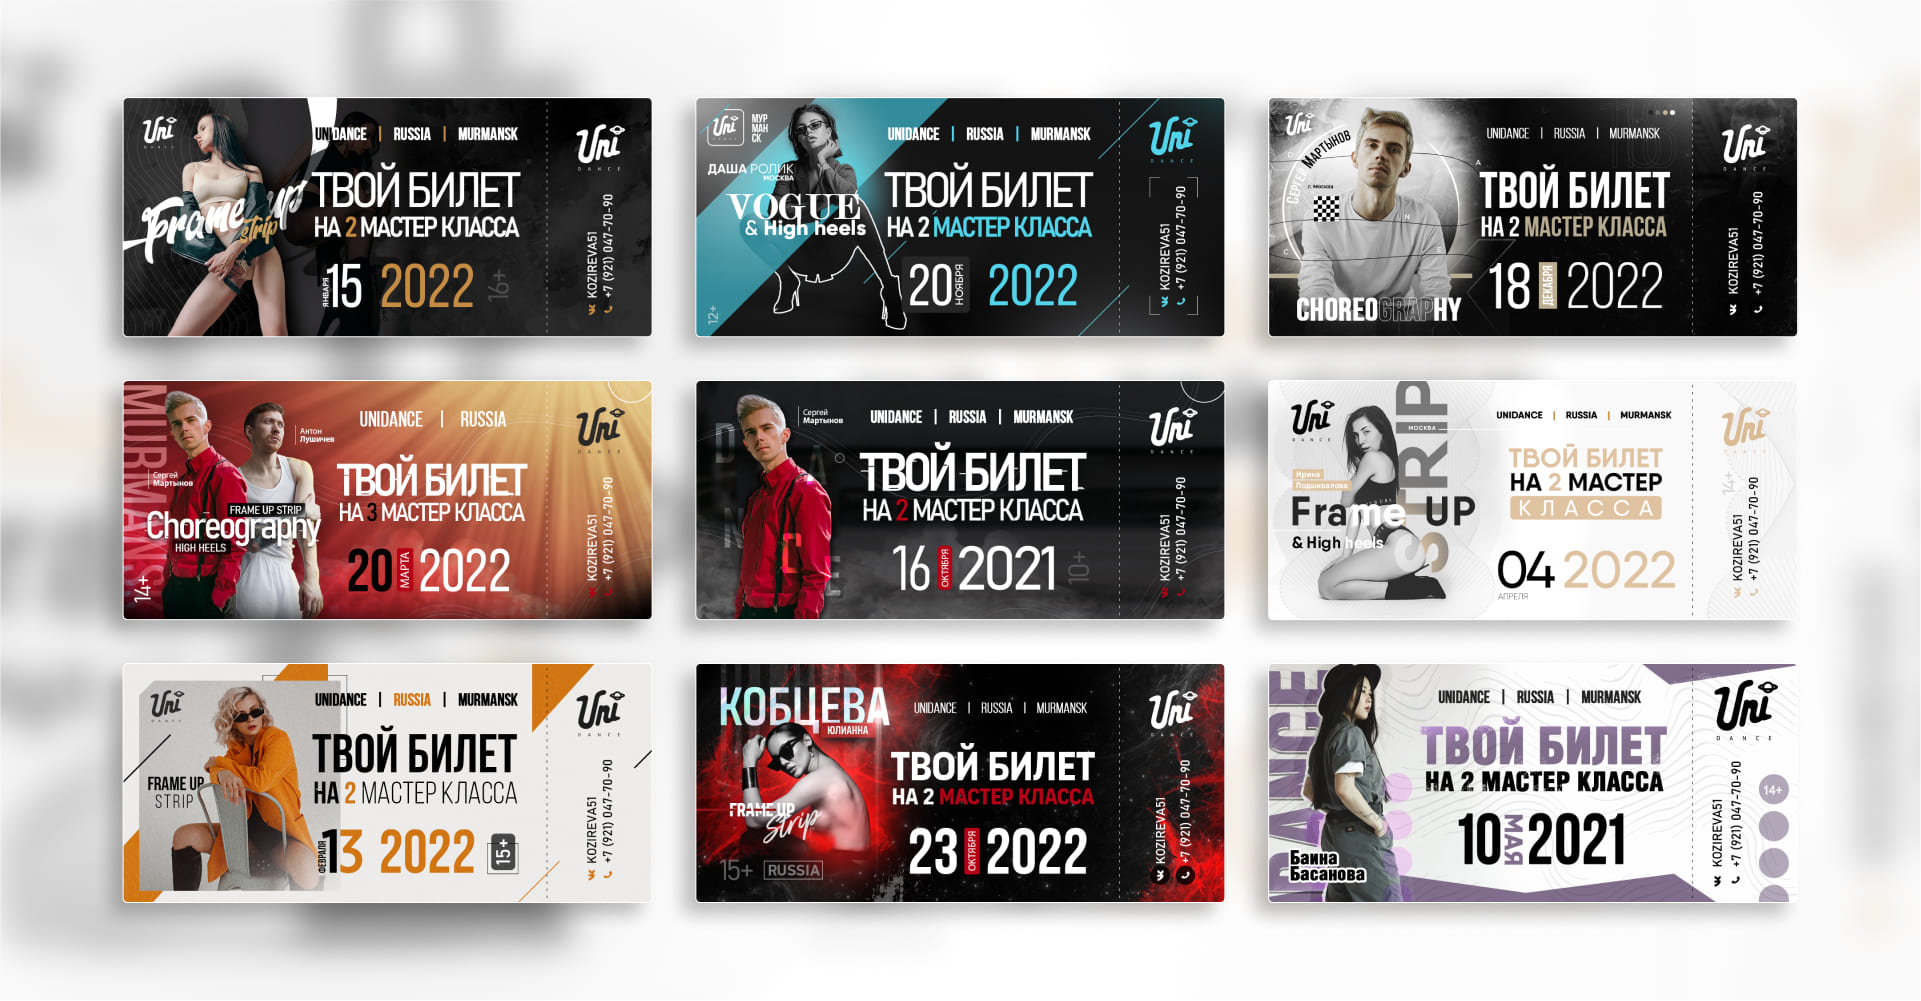 Uni
DANCE
UNIDANCE | RUSSIA | MURMANSK
Frame up
strip
ТВОЙ БИЛЕТ
НА 2 МАСТЕР КЛАССА
15 ЯНВАРЯ 2022
16+
Uni
DANCE
KOZIREVA51
+7 (921) 047-70-90
Uni
МУР
МАН
СК
ДАША РОЛИК
МОСКВА
VOGUE
& High heels
12+
UNIDANCE | RUSSIA | MURMANSK
ТВОЙ БИЛЕТ
НА 2 МАСТЕР КЛАССА
20 НОЯБРЯ 2022
Uni
DANCE
KOZIREVA51
+7 (921) 047-70-90
Uni
СЕРГЕЙ МАРТЫНОВ
г. Москва
D A N C E
CHOREOGRAPHY
UNIDANCE | RUSSIA | MURMANSK
ТВОЙ БИЛЕТ
НА 2 МАСТЕР КЛАССА
18 ДЕКАБРЯ 2022
Uni
DANCE
KOZIREVA51
+7 (921) 047-70-90
MURMANSK
Антон
Лушичев
Сергей
Мартынов
FRAME UP STRIP
Choreography
HIGH HEELS
14+
UNIDANCE | RUSSIA
ТВОЙ БИЛЕТ
НА 3 МАСТЕР КЛАССА
20 МАРТА 2022
Uni
DANCE
KOZIREVA51
+7 (921) 047-70-90
Сергей
Мартынов
DANCE
UNIDANCE | RUSSIA | MURMANSK
ТВОЙ БИЛЕТ
НА 2 МАСТЕР КЛАССА
16 ОКТЯБРЯ 2021
10+
Uni
DANCE
KOZIREVA51
+7 (921) 047-70-90
Uni
DANCE
STRIP
МОСКВА
Ирина
Подшивалова
Frame UP
& High heels
UNIDANCE | RUSSIA | MURMANSK
ТВОЙ БИЛЕТ
НА 2 МАСТЕР
КЛАССА
04 2022
АПРЕЛЯ
Uni
DANCE
14+
KOZIREVA51
+7 (921) 047-70-90
Uni
DANCE
FRAME UP
STRIP
UNIDANCE | RUSSIA | MURMANSK
ТВОЙ БИЛЕТ
НА 2 МАСТЕР КЛАССА
ФЕВРАЛЯ 13 2022
15+
Uni
DANCE
KOZIREVA51
+7 (921) 047-70-90
КОБЦЕВА
ЮЛИАННА
FRAME UP
Strip
15+ RUSSIA
UNIDANCE | RUSSIA | MURMANSK
ТВОЙ БИЛЕТ
НА 2 МАСТЕР КЛАССА
23 ОКТЯБРЯ 2022
Uni
DANCE
KOZIREVA51
+7 (921) 047-70-90
DANCE
Баина
Басанова
UNIDANCE | RUSSIA | MURMANSK
ТВОЙ БИЛЕТ
НА 2 МАСТЕР КЛАССА
10 МАЯ 2021
Uni
DANCE
14+
KOZIREVA51
+7 (921) 047-70-90